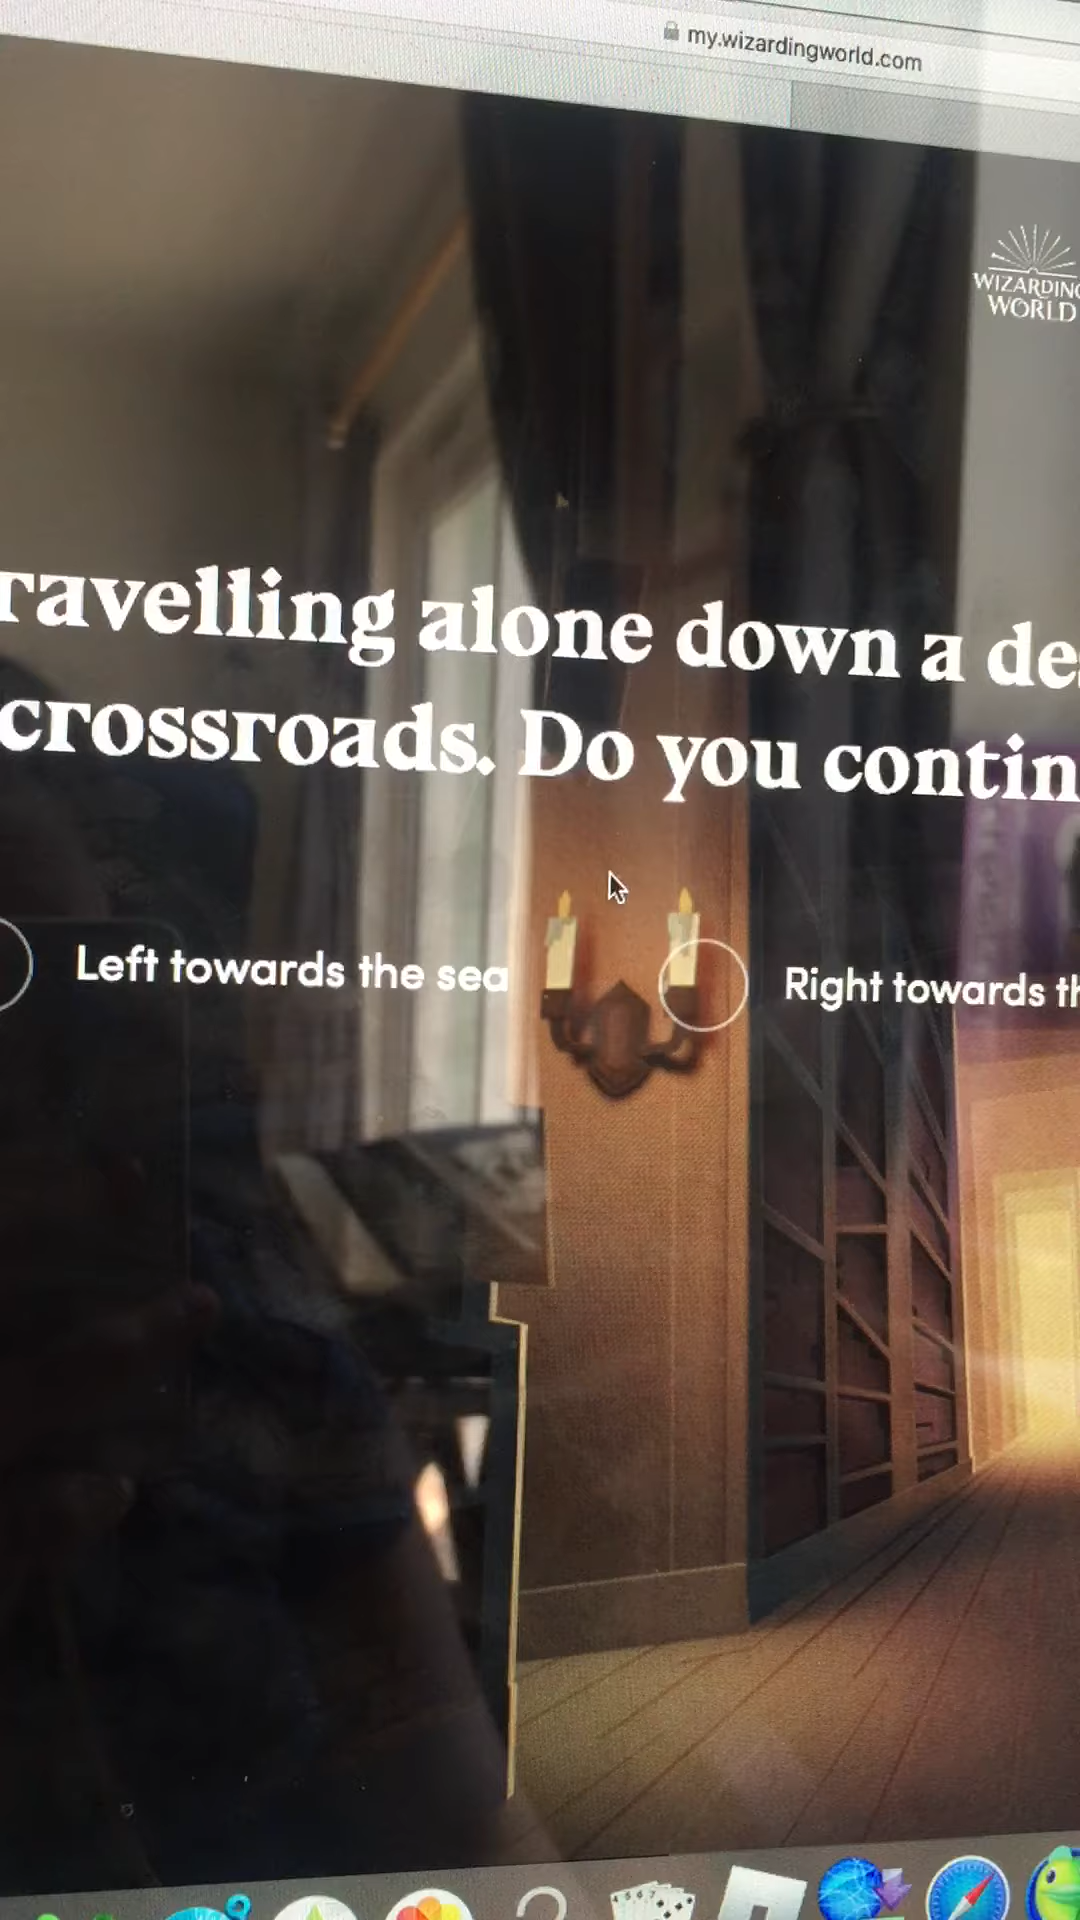 my.wizardingworld.com
WIZARDING
WORLD
ravelling alone down a de
crossroads. Do you contin
Left towards the sea
Right towards th